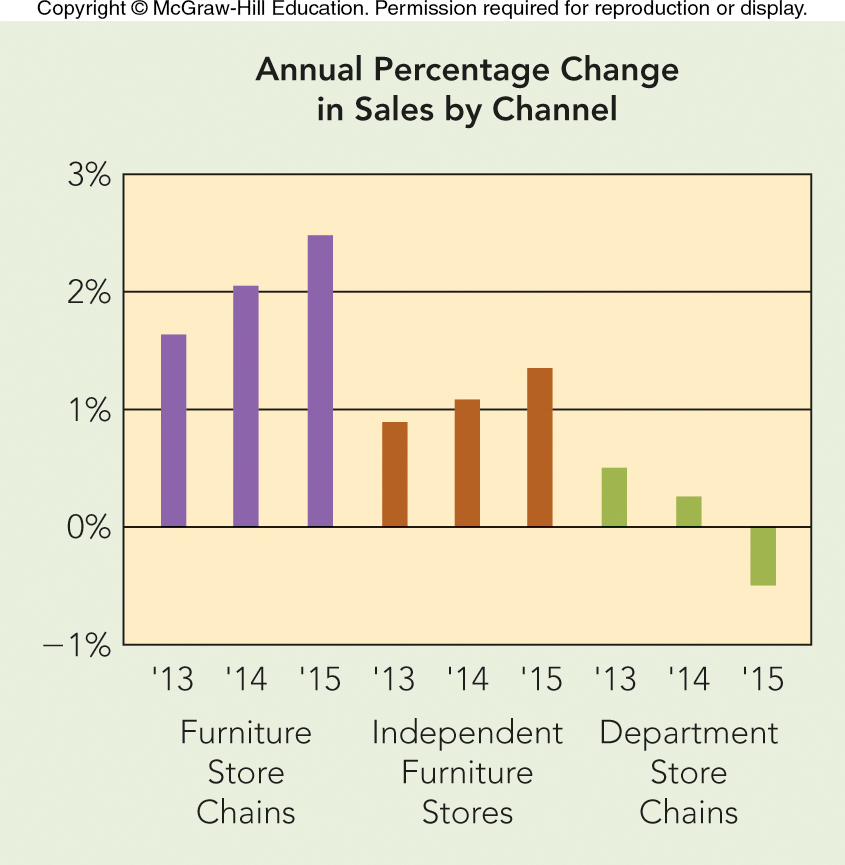 Copyright © McGraw-Hill Education. Permission required for reproduction or display.
Annual Percentage Change
in Sales by Channel
3%
2%
1%
0%
−1%
'13 '14 '15 '13 '14 '15 '13 '14 '15
Furniture Store Chains
Independent Furniture Stores
Department Store Chains